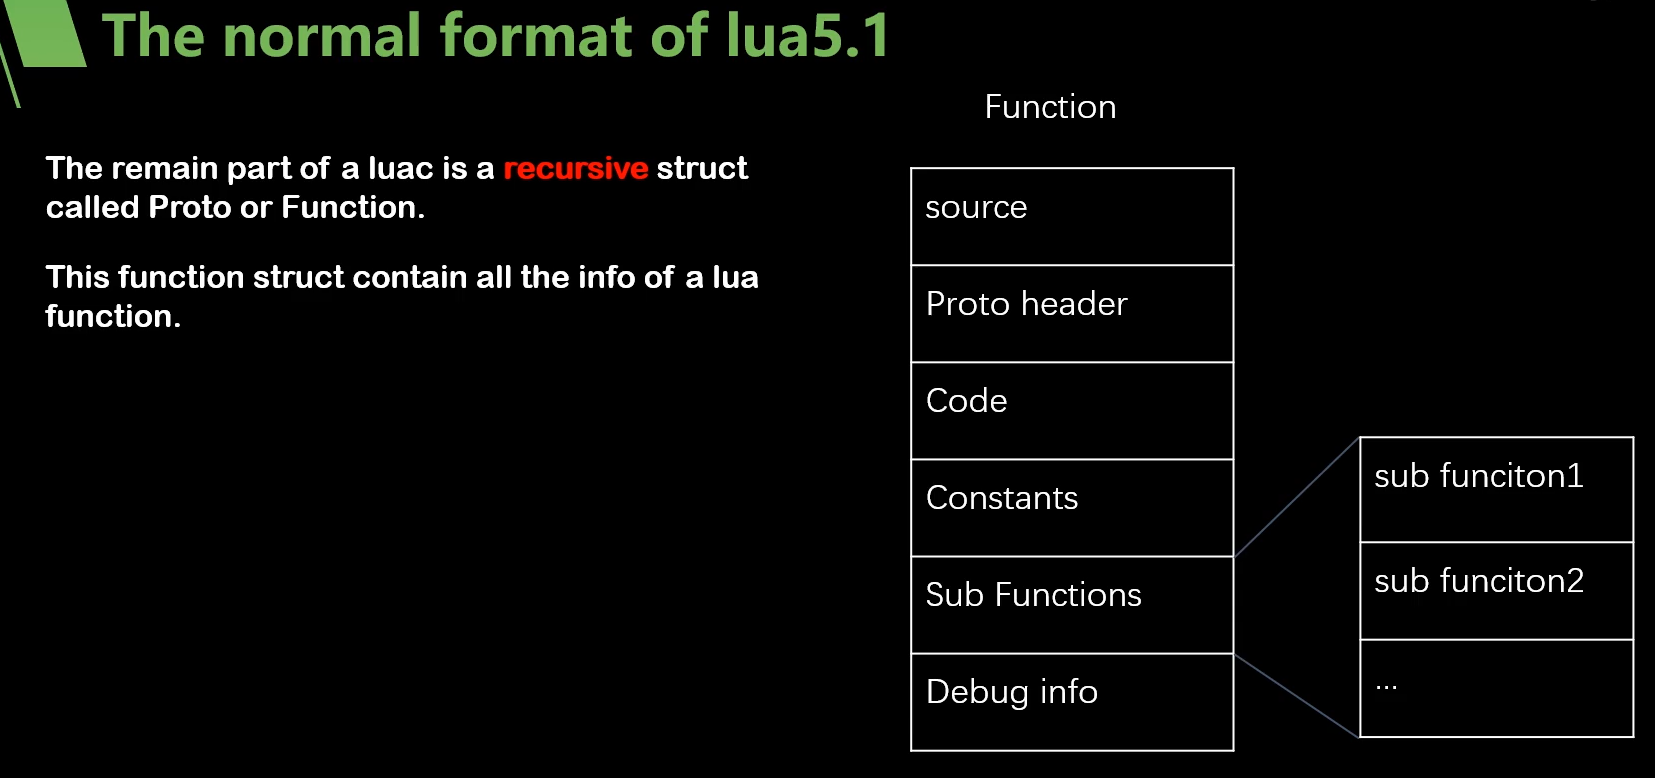 The normal format of lua5.1
The remain part of a luac is a recursive struct
called Proto or Function.
This function struct contain all the info of a lua
function.
Function
source
Proto header
Code
Constants
Sub Functions
Debug info
sub funciton1
sub funciton2
...